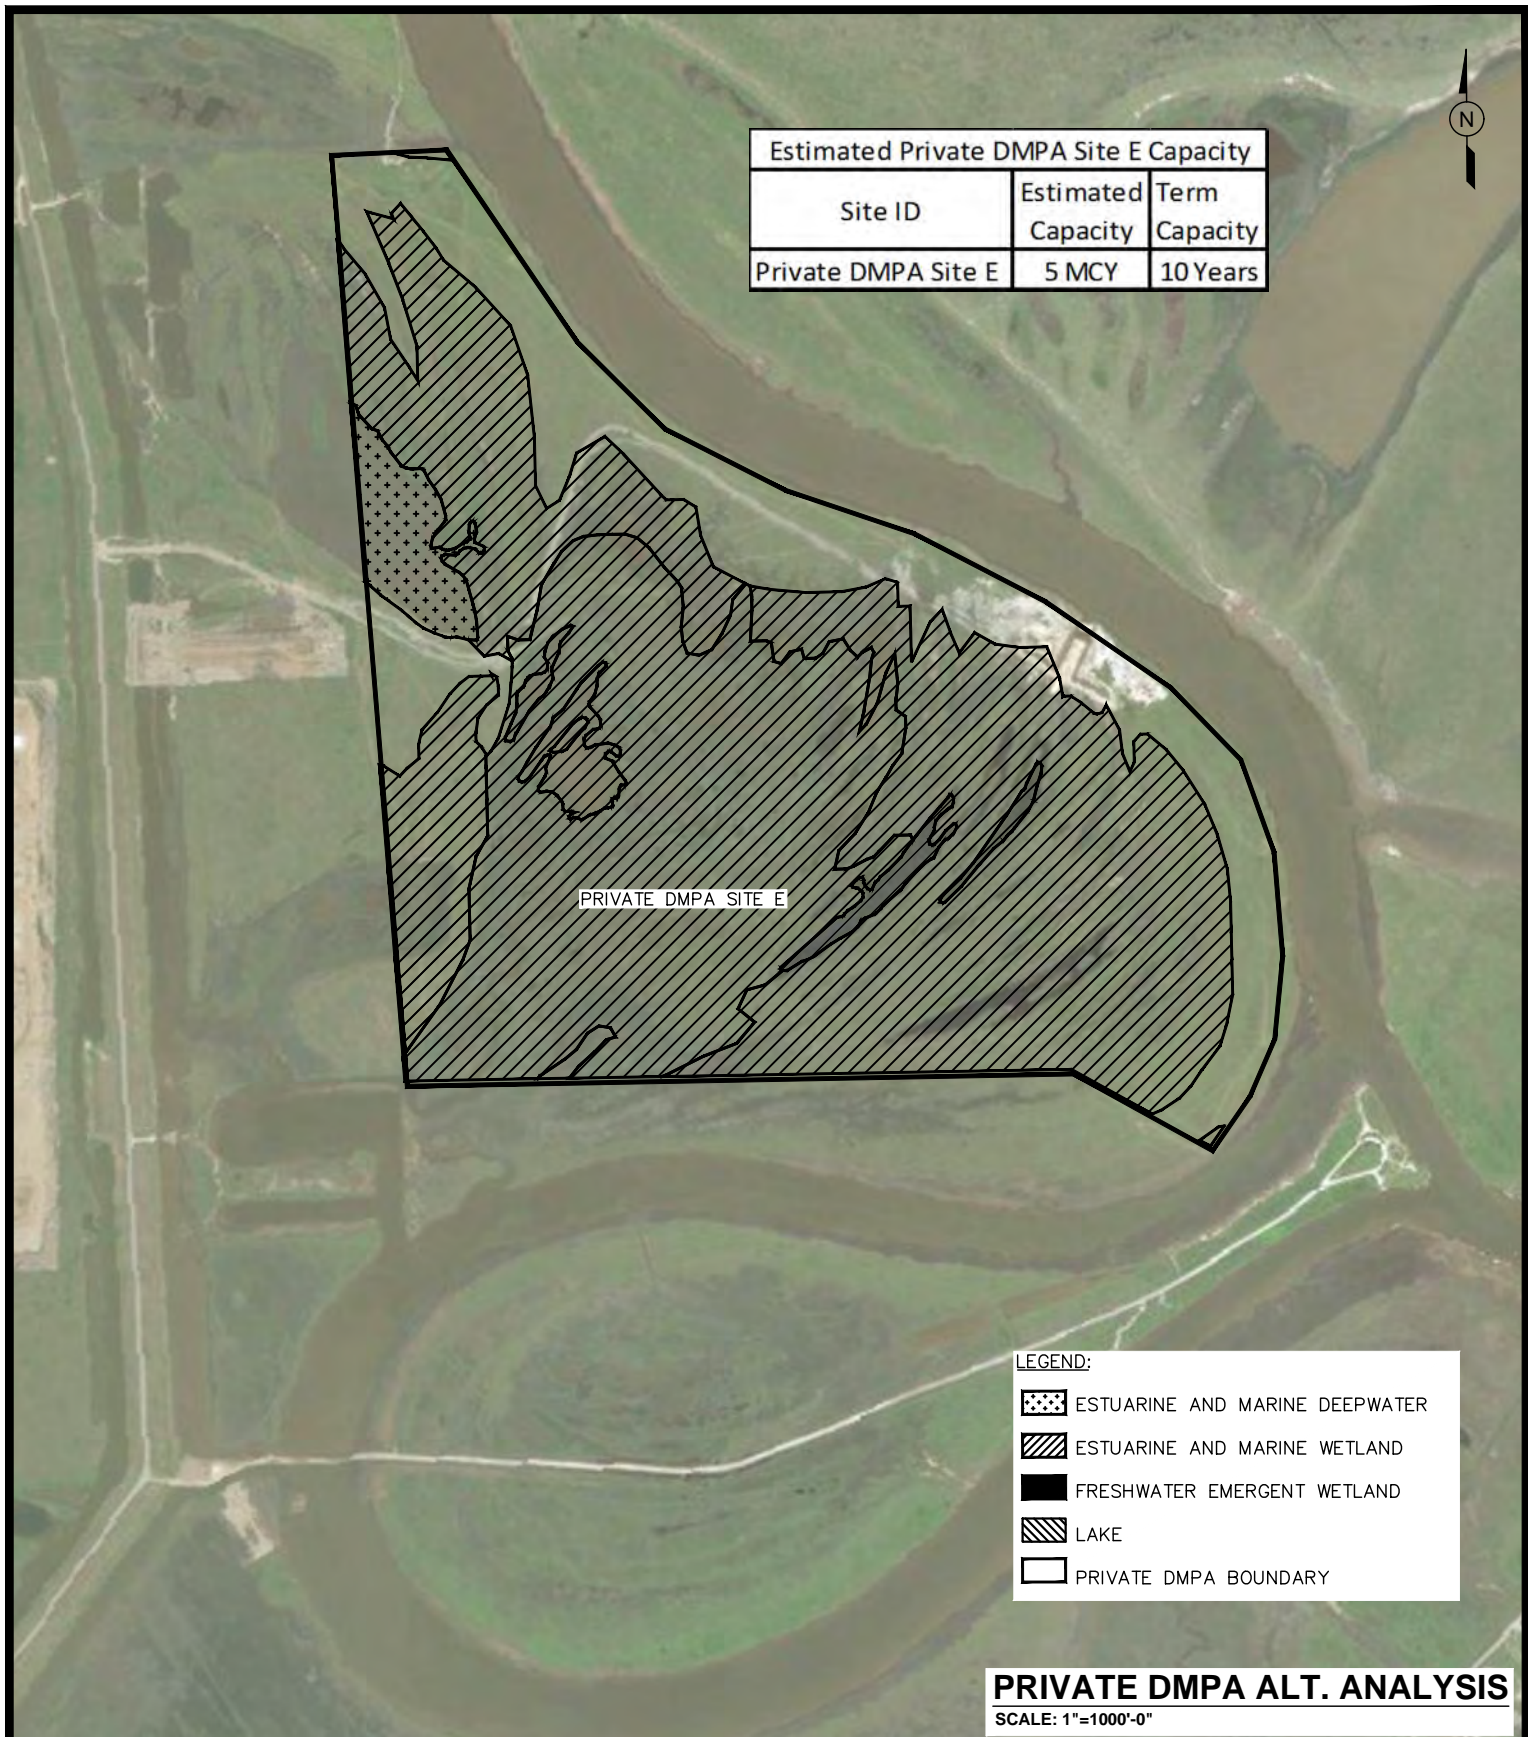 N
Estimated Private DMPA Site E Capacity
Site ID
Estimated Capacity
Term Capacity
Private DMPA Site E 5 MCY 10 Years
PRIVATE DMPA SITE E
LEGEND:
ESTUARINE AND MARINE DEEPWATER
ESTUARINE AND MARINE WETLAND
FRESHWATER EMERGENT WETLAND
LAKE
PRIVATE DMPA BOUNDARY
PRIVATE DMPA ALT. ANALYSIS
SCALE: 1"=1000'-0"